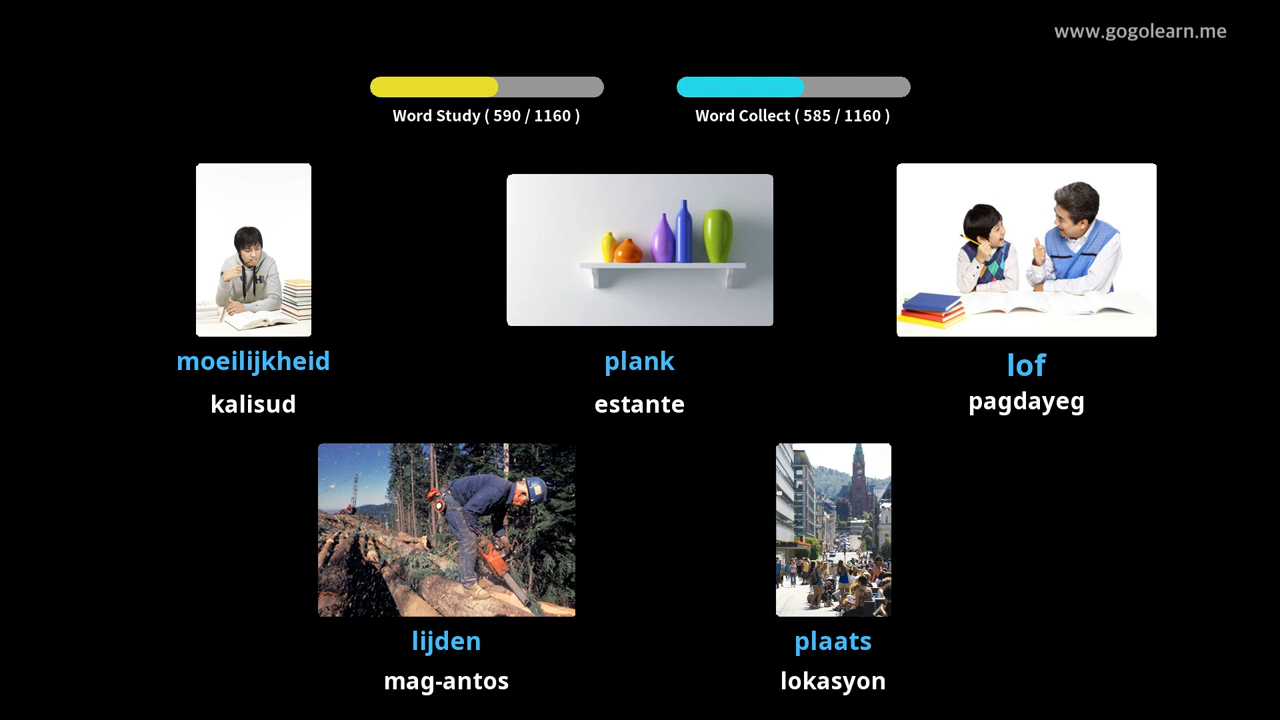 www.gogolearn.me
Word Study ( 590 / 1160 )
Word Collect ( 585 / 1160 )
moeilijkheid
kalisud
plank
estante
lof
pagdayeg
lijden
mag-antos
plaats
lokasyon